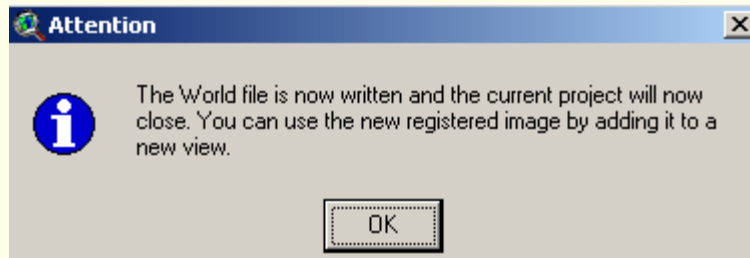 Attention
The World file is now written and the current project will now
close. You can use the new registered image by adding it to a
new view.
OK